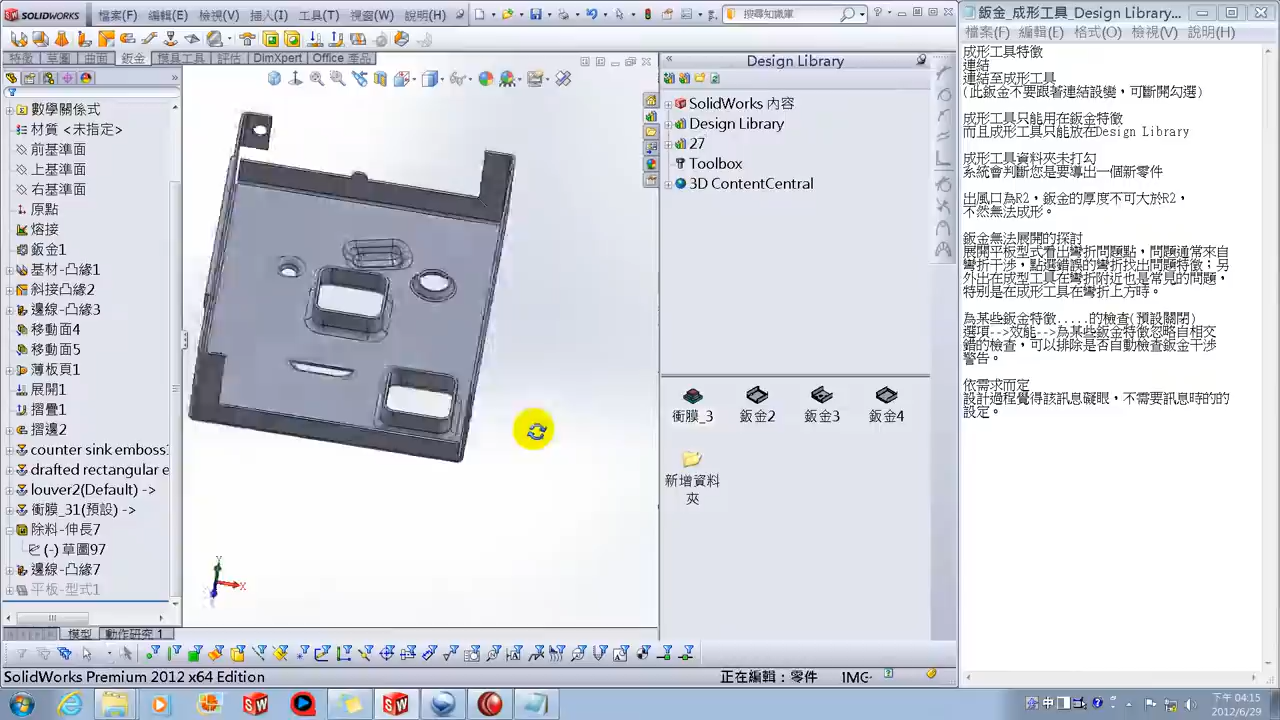 SOLIDWORKS
檔案(F) 編輯(E) 檢視(V) 插入(I) 工具(T) 視窗(W) 說明(H)
搜尋知識庫
特徵 草圖 曲面 鈑金 模具工具 評估 DimXpert Office 產品
數學關係式
材質 <未指定>
前基準面
上基準面
右基準面
原點
熔接
鈑金1
基材-凸緣1
斜接凸緣2
邊線-凸緣3
移動面4
移動面5
薄板頁1
展開1
摺疊1
摺邊2
counter sink emboss1
drafted rectangular e
louver2(Default) ->
衝膜_31(預設) ->
除料-伸長7
(-) 草圖97
邊線-凸緣7
平板-型式1
模型 動作研究 1
SolidWorks Premium 2012 x64 Edition
正在編輯：零件
IMG
Design Library
SolidWorks 內容
Design Library
27
Toolbox
3D ContentCentral
衝膜_3 鈑金2 鈑金3 鈑金4
新增資料夾
Y
X
鈑金_成形工具_Design Library...
檔案(F) 編輯(E) 格式(O) 檢視(V) 說明(H)
成形工具特徵
連結
連結至成形工具
(此鈑金不要跟著連結設變，可斷開勾選)
成形工具只能用在鈑金特徵
而且成形工具只能放在Design Library
成形工具資料夾未打勾
系統會判斷您是要導出一個新零件
出風口為R2，鈑金的厚度不可大於R2，
不然無法成形。
鈑金無法展開的探討
展開平板型式看出彎折問題點，問題通常來自
彎折干涉，點選錯誤的彎折找出問題特徵；另
外出在成型工具在彎折附近也是常見的問題，
特別是在成形工具在彎折上方時。
為某些鈑金特徵.....的檢查(預設關閉)
選項-->效能-->為某些鈑金特徵忽略自相交
錯的檢查，可以排除是否自動檢查鈑金干涉
警告。
依需求而定
設計過程覺得該訊息礙眼，不需要訊息時的的
設定。
中
下午 04:15
2012/6/29